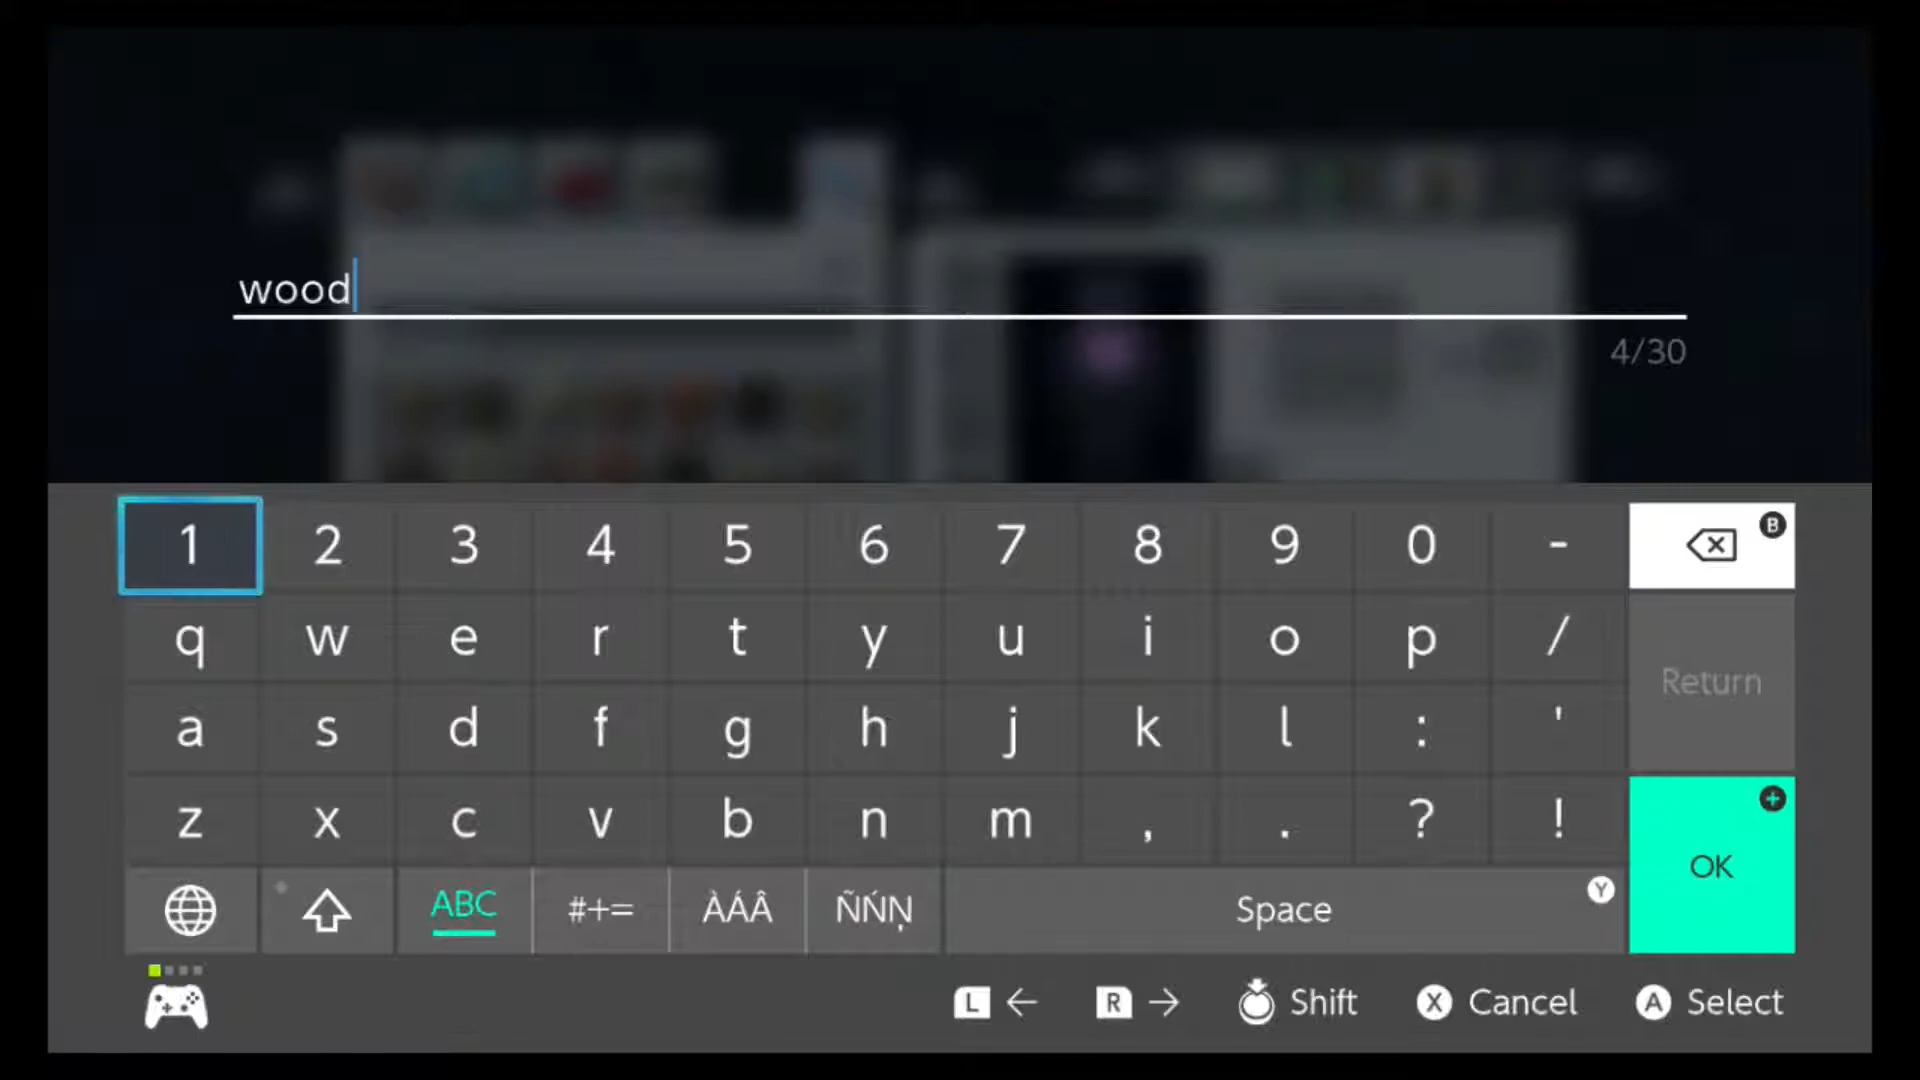 wood
4/30
1 2 3 4 5 6 7 8 9 0 - B
q w e r t y u i o p /
Return
a s d f g h j k l : '
z x c v b n m , . ? ! +
OK
ABC #+= ÀÁÂ ÑŃŅ Space Y
L ← R → Shift X Cancel A Select